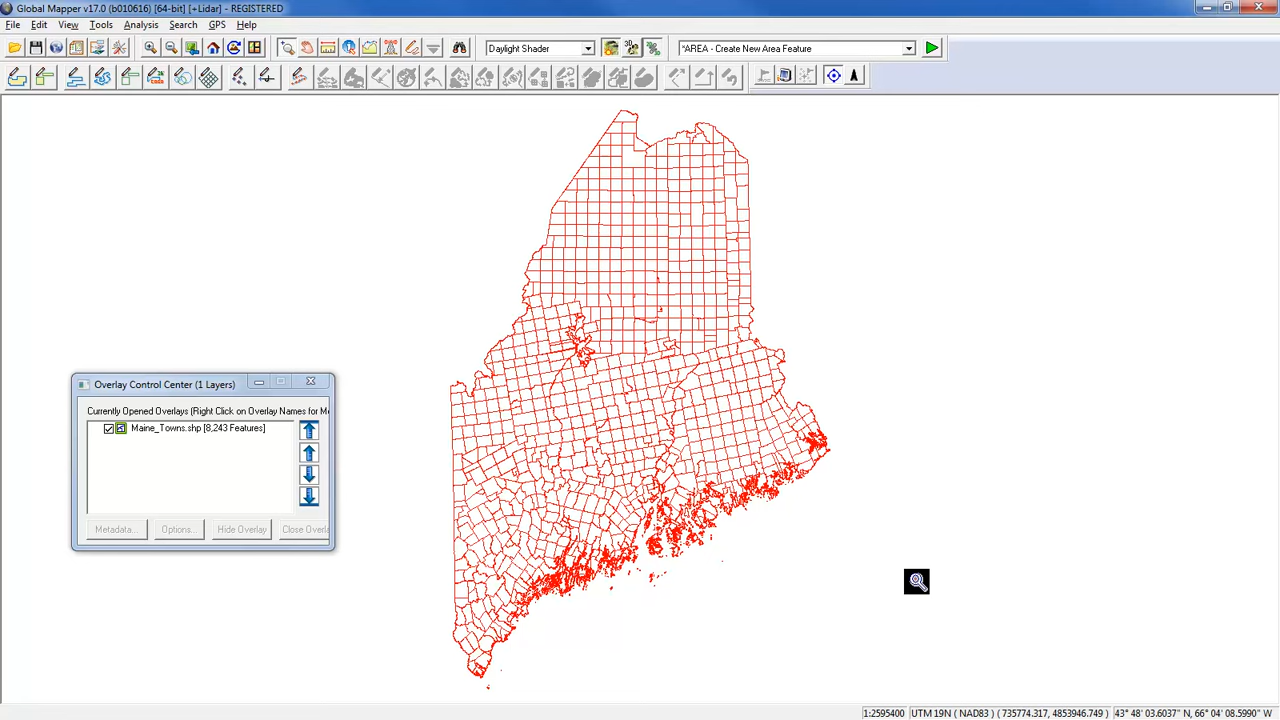 Global Mapper v17.0 (b010616) [64-bit] [+Lidar] - REGISTERED
File Edit View Tools Analysis Search GPS Help
Daylight Shader *AREA - Create New Area Feature
Overlay Control Center (1 Layers)
Currently Opened Overlays (Right Click on Overlay Names for M
Maine_Towns.shp [8,243 Features]
Metadata... Options... Hide Overlay Close Overl
1:2595400 UTM 19N ( NAD83 ) ( 735774.317, 4853946.749 ) 43° 48' 03.6037" N, 66° 04' 08.5990" W